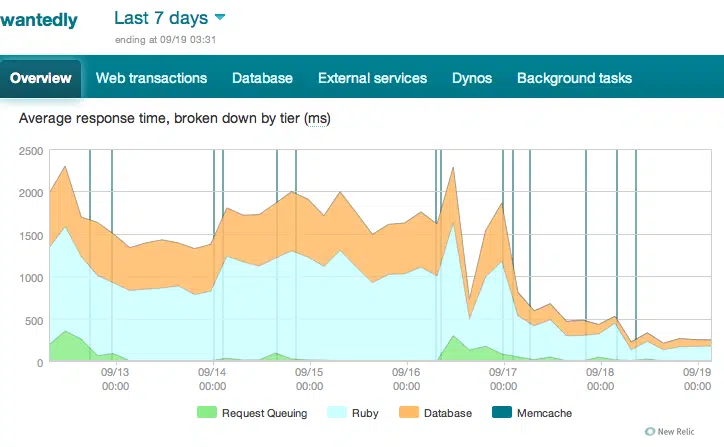 wantedly
Last 7 days
ending at 09/19 03:31
Overview
Web transactions
Database
External services
Dynos
Background tasks
Average response time, broken down by tier (ms)
2500
2000
1500
1000
500
0
09/13
00:00
09/14
00:00
09/15
00:00
09/16
00:00
09/17
00:00
09/18
00:00
09/19
00:00
Request Queuing
Ruby
Database
Memcache
New Relic